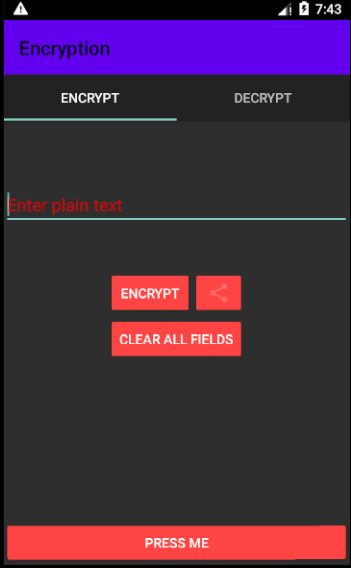 7:43
Encryption
ENCRYPT DECRYPT
Enter plain text
ENCRYPT
CLEAR ALL FIELDS
PRESS ME